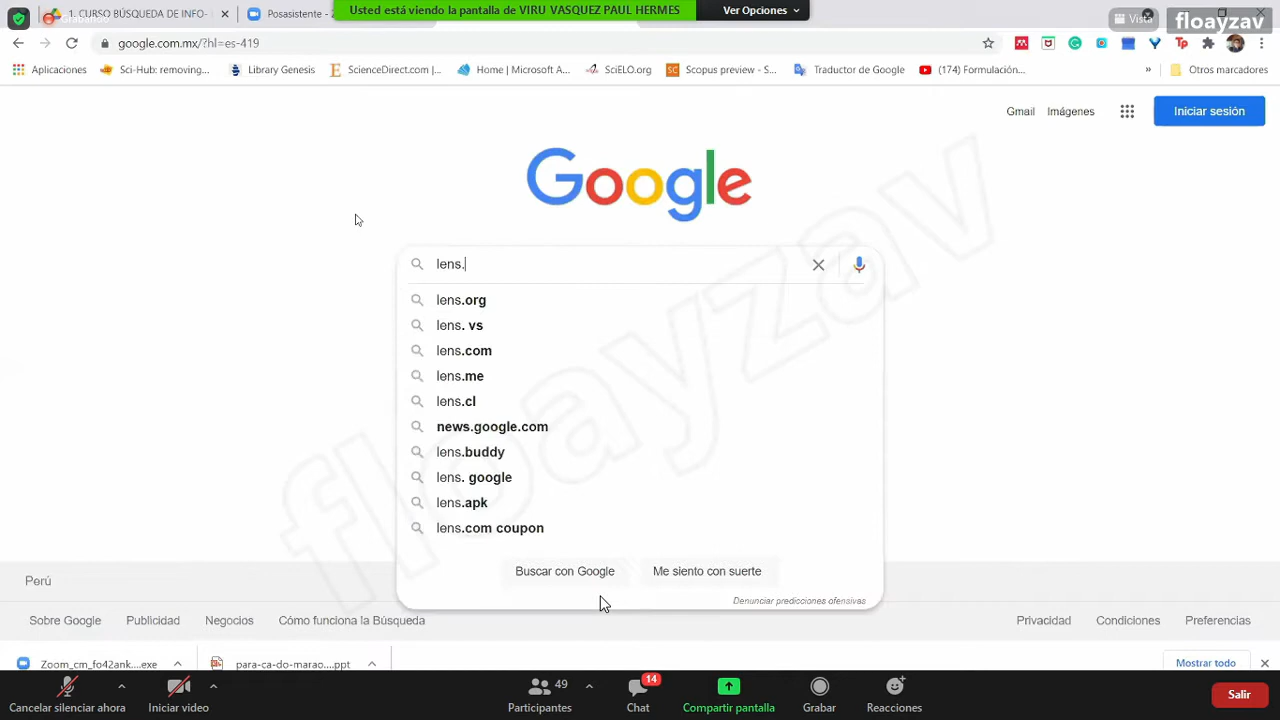 Grabando
1. CURSO BÚSQUEDA DE INFO-
Posasistente -
Usted está viendo la pantalla de VIRU VASQUEZ PAUL HERMES
Ver Opciones
Vista
floayzav
google.com.mx/?hl=es-419
Aplicaciones
Sci-Hub: removing...
Library Genesis
ScienceDirect.com |...
Home | Microsoft A...
SciELO.org
Scopus preview - S...
Traductor de Google
(174) Formulación...
»
Otros marcadores
Gmail
Imágenes
Iniciar sesión
Google
lens.
lens.org
lens. vs
lens.com
lens.me
lens.cl
news.google.com
lens.buddy
lens. google
lens.apk
lens.com coupon
Buscar con Google
Me siento con suerte
Denunciar predicciones ofensivas
floayzav
Perú
Sobre Google
Publicidad
Negocios
Cómo funciona la Búsqueda
Privacidad
Condiciones
Preferencias
Zoom_cm_fo42ank....exe
para-ca-do-marao....ppt
Mostrar todo
49
14
Cancelar silenciar ahora
Iniciar video
Participantes
Chat
Compartir pantalla
Grabar
Reacciones
Salir